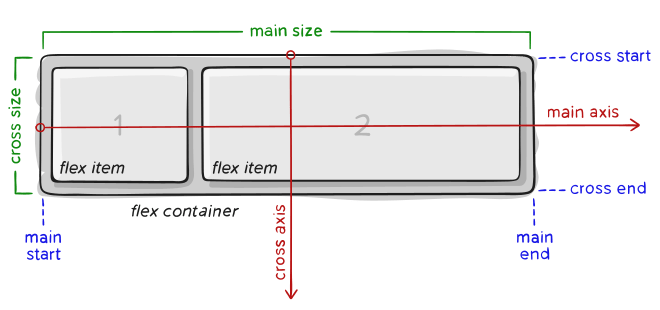 main size
cross start
cross size
1
2
main axis
flex item
flex item
cross end
flex container
cross axis
main
start
main
end